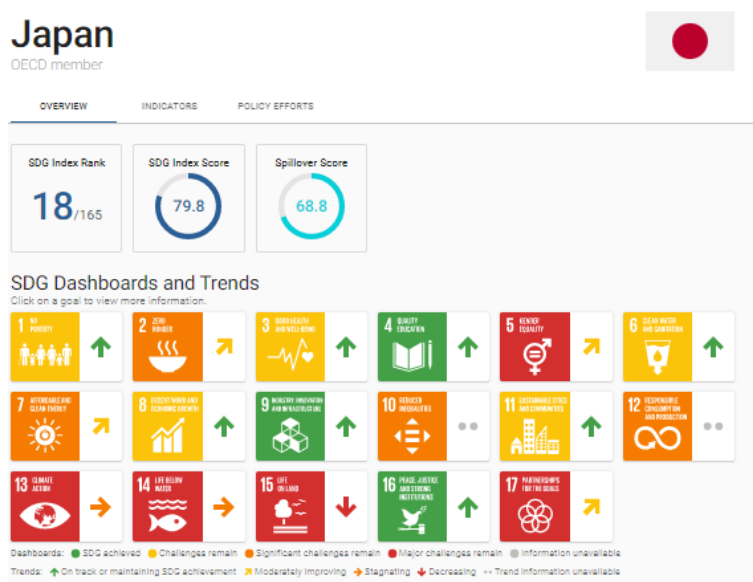 Japan
OECD member
OVERVIEW INDICATORS POLICY EFFORTS
SDG Index Rank
18/165
SDG Index Score
79.8
Spillover Score
68.8
SDG Dashboards and Trends
Click on a goal to view more information.
1 NO
POVERTY
2 ZERO
HUNGER
3 GOOD HEALTH
AND WELL-BEING
4 QUALITY
EDUCATION
5 GENDER
EQUALITY
6 CLEAN WATER
AND SANITATION
7 AFFORDABLE AND
CLEAN ENERGY
8 DECENT WORK AND
ECONOMIC GROWTH
9 INDUSTRY, INNOVATION
AND INFRASTRUCTURE
10 REDUCED
INEQUALITIES
11 SUSTAINABLE CITIES
AND COMMUNITIES
12 RESPONSIBLE
CONSUMPTION
AND PRODUCTION
13 CLIMATE
ACTION
14 LIFE BELOW
WATER
15 LIFE
ON LAND
16 PEACE, JUSTICE
AND STRONG
INSTITUTIONS
17 PARTNERSHIPS
FOR THE GOALS
Dashboards: SDG achieved Challenges remain Significant challenges remain Major challenges remain Information unavailable
Trends: On track or maintaining SDG achievement Moderately improving Stagnating Decreasing Trend information unavailable